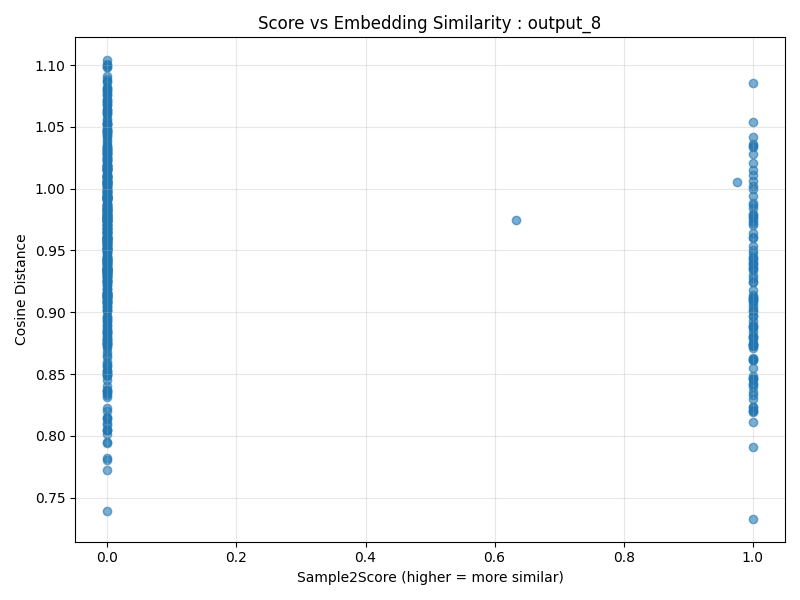 Score vs Embedding Similarity : output_8
Cosine Distance
1.10
1.05
1.00
0.95
0.90
0.85
0.80
0.75
0.0 0.2 0.4 0.6 0.8 1.0
Sample2Score (higher = more similar)